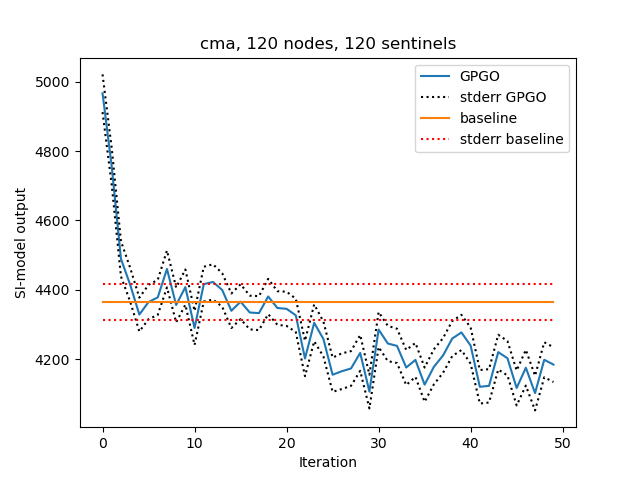 cma, 120 nodes, 120 sentinels
GPGO
stderr GPGO
baseline
stderr baseline
SI-model output
5000
4800
4600
4400
4200
0 10 20 30 40 50
Iteration